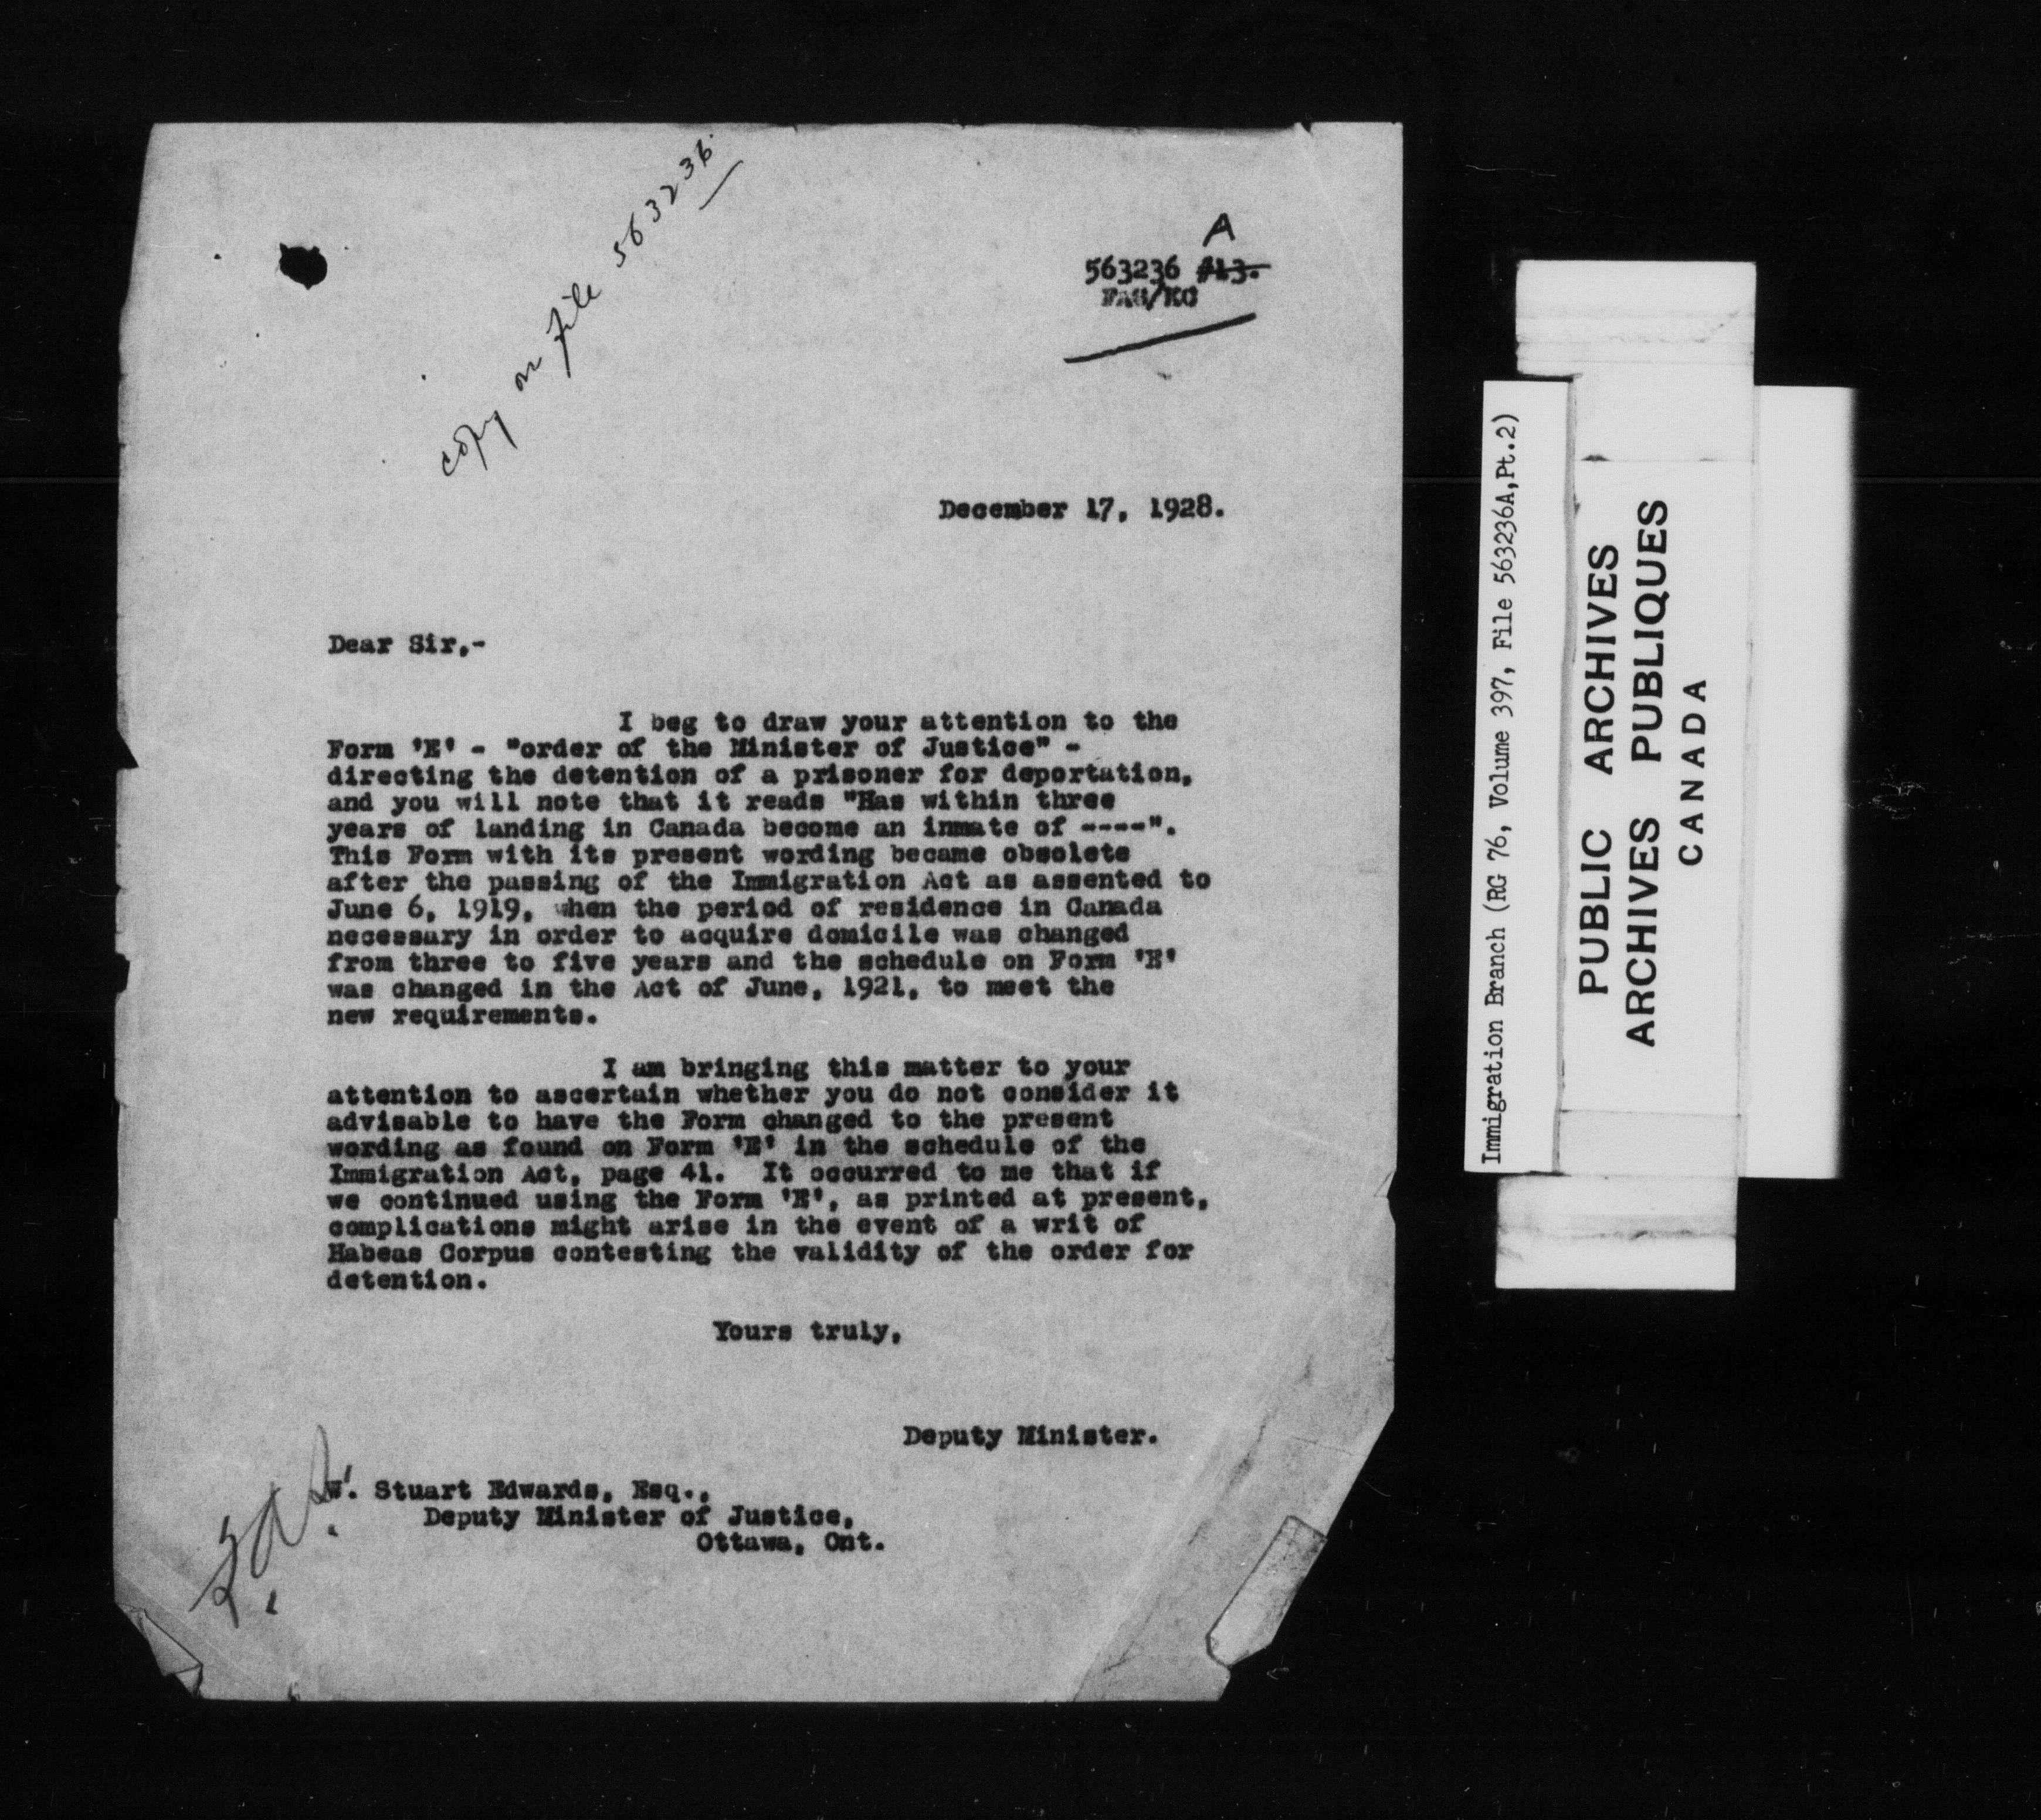 copy on file 563236
A
563236 #13.
FAG/KC
December 17, 1928.
Dear Sir,-
I beg to draw your attention to the
Form 'E' - "order of the Minister of Justice" -
directing the detention of a prisoner for deportation,
and you will note that it reads "Has within three
years of landing in Canada become an inmate of ----".
This Form with its present wording became obsolete
after the passing of the Immigration Act as assented to
June 6, 1919, when the period of residence in Canada
necessary in order to acquire domicile was changed
from three to five years and the schedule on Form 'E'
was changed in the Act of June, 1921, to meet the
new requirements.
I am bringing this matter to your
attention to ascertain whether you do not consider it
advisable to have the Form changed to the present
wording as found on Form 'E' in the schedule of the
Immigration Act, page 41. It occurred to me that if
we continued using the Form 'E', as printed at present,
complications might arise in the event of a writ of
Habeas Corpus contesting the validity of the order for
detention.
Yours truly,
Deputy Minister.
W. Stuart Edwards, Esq.,
Deputy Minister of Justice,
Ottawa, Ont.
Immigration Branch (RG 76, Volume 397, File 563236A,Pt.2)
PUBLIC ARCHIVES
ARCHIVES PUBLIQUES
CANADA